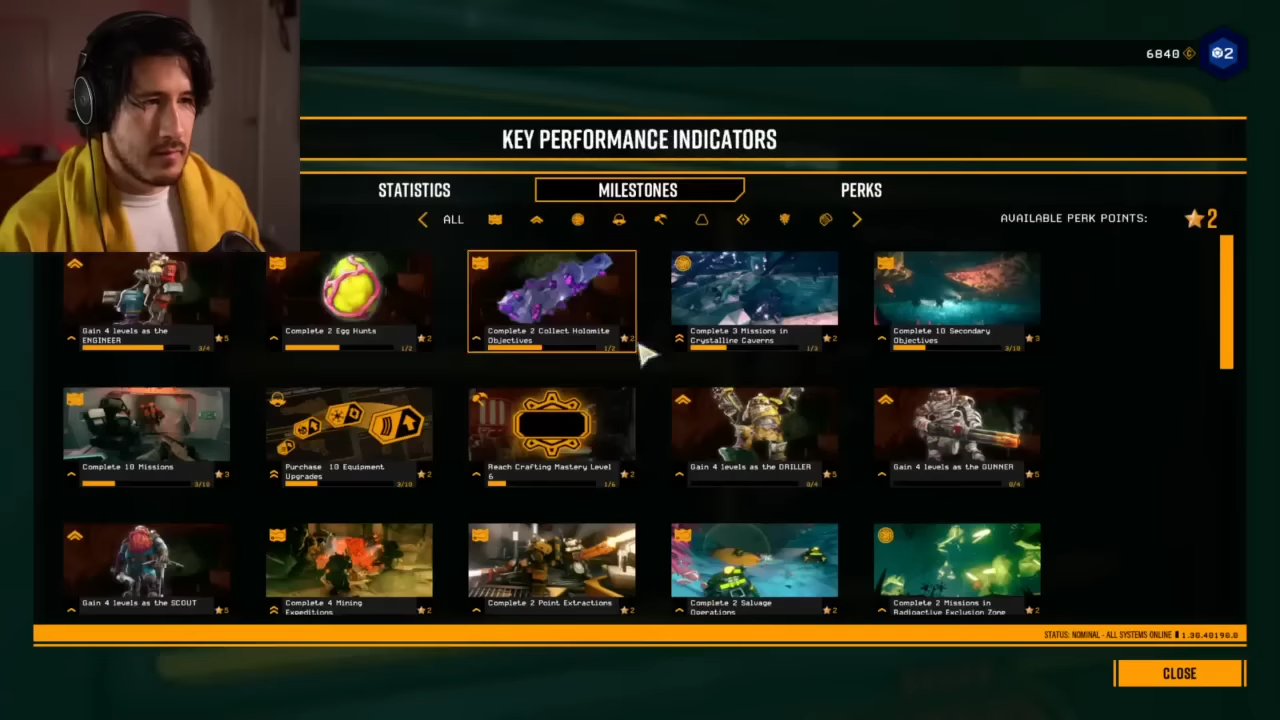 6840 2
KEY PERFORMANCE INDICATORS
STATISTICS MILESTONES PERKS
ALL
AVAILABLE PERK POINTS: 2
Gain 4 levels as the
ENGINEER
5
3/4
Complete 2 Egg Hunts
2
1/2
Complete 2 Collect Holomite
Objectives
2
1/2
Complete 3 Missions in
Crystalline Caverns
2
1/3
Complete 10 Secondary
Objectives
3
3/10
Complete 10 Missions
3
3/10
Purchase 10 Equipment
Upgrades
2
3/10
Reach Crafting Mastery Level
6
2
1/6
Gain 4 levels as the DRILLER
5
0/4
Gain 4 levels as the GUNNER
5
0/4
Gain 4 levels as the SCOUT
5
Complete 4 Mining
Expeditions
2
Complete 2 Point Extractions
2
Complete 2 Salvage
Operations
2
Complete 2 Missions in
Radioactive Exclusion Zone
2
STATUS: NOMINAL - ALL SYSTEMS ONLINE 1.38.40190.0
CLOSE